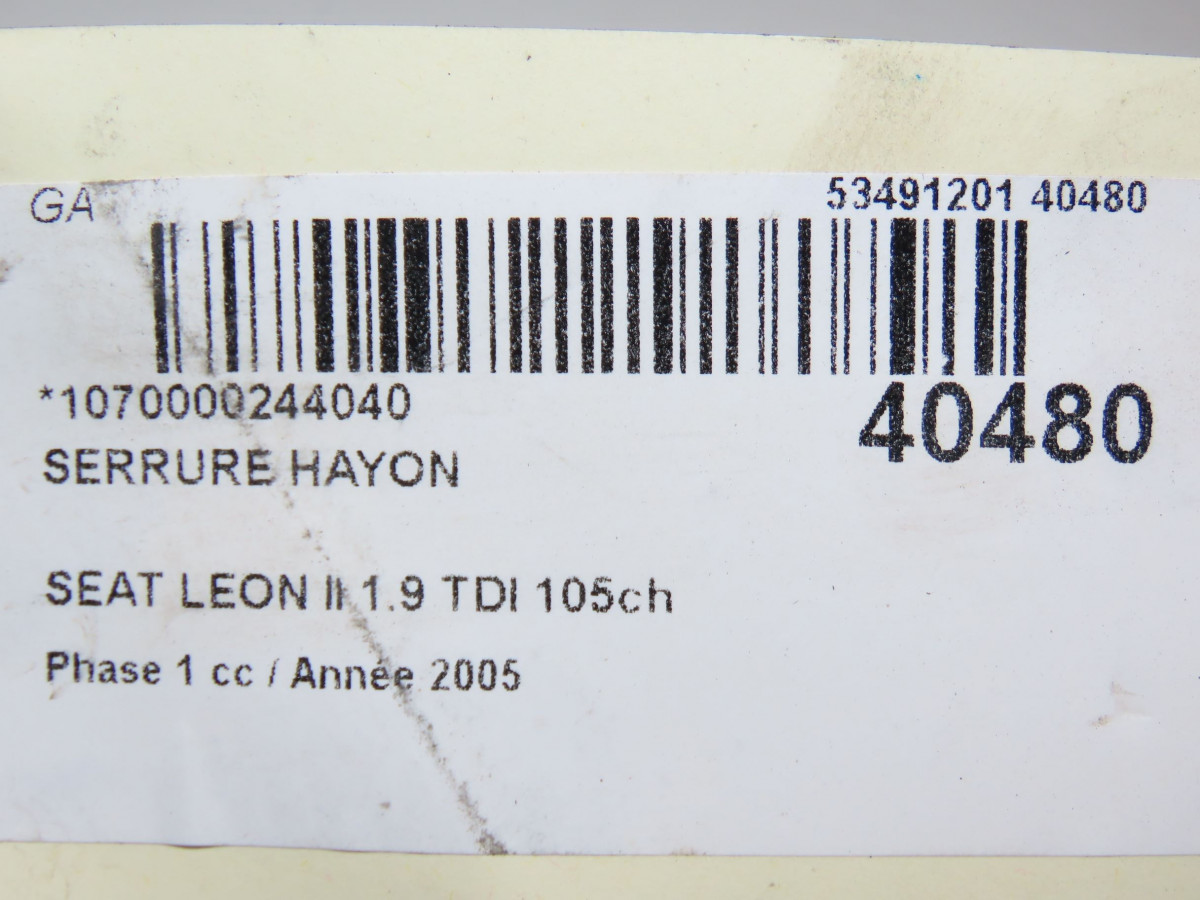 GA 53491201 40480
*1070000244040 40480
SERRURE HAYON
SEAT LEON II 1.9 TDI 105ch
Phase 1 cc / Année 2005